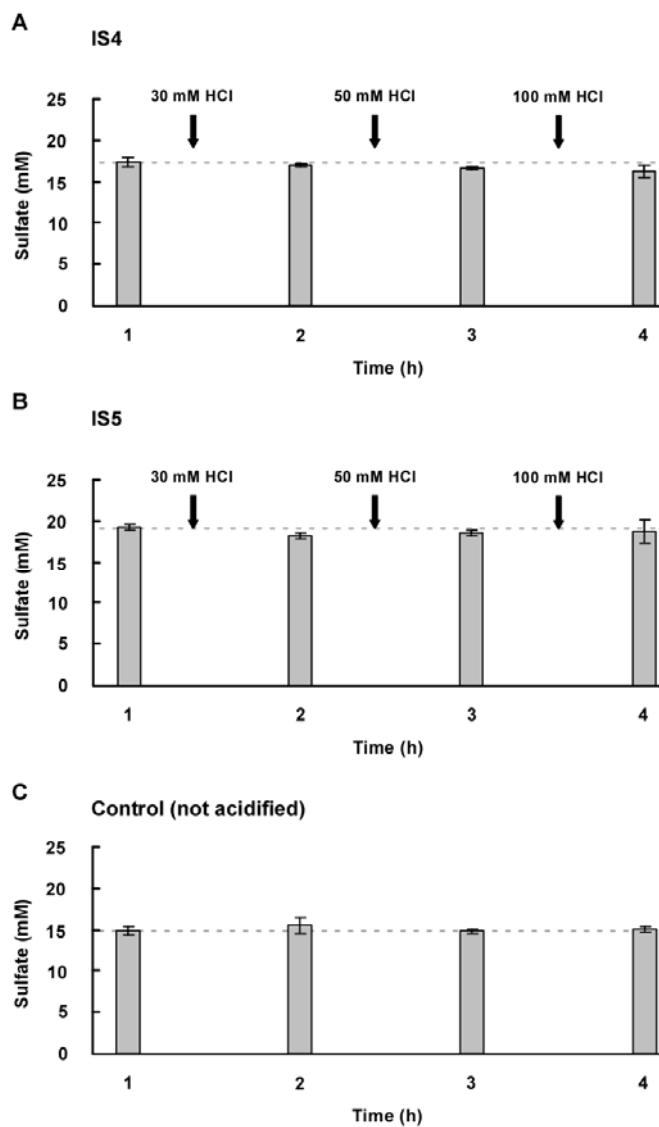 A
IS4
30 mM HCl 50 mM HCl 100 mM HCl
25
20
15
10
5
0
Sulfate (mM)
1 2 3 4
Time (h)
B
IS5
30 mM HCl 50 mM HCl 100 mM HCl
25
20
15
10
5
0
Sulfate (mM)
1 2 3 4
Time (h)
C
Control (not acidified)
25
20
15
10
5
0
Sulfate (mM)
1 2 3 4
Time (h)